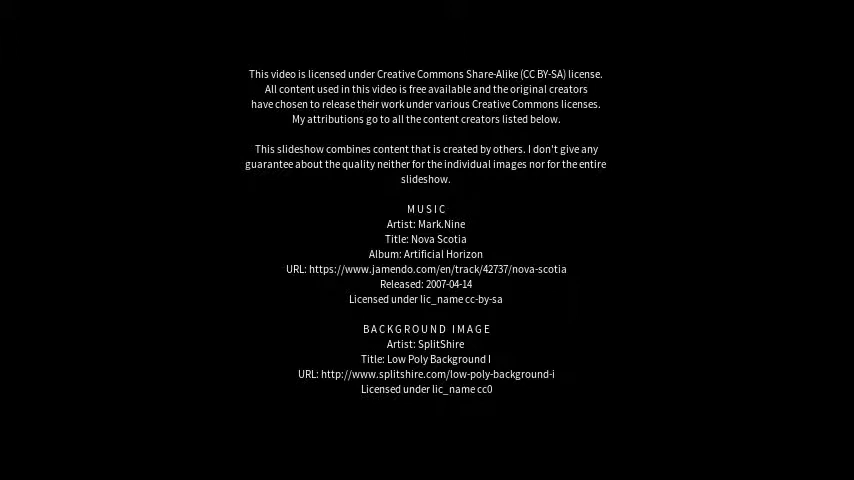 This video is licensed under Creative Commons Share-Alike (CC BY-SA) license.
All content used in this video is free available and the original creators
have chosen to release their work under various Creative Commons licenses.
My attributions go to all the content creators listed below.
This slideshow combines content that is created by others. I don't give any
guarantee about the quality neither for the individual images nor for the entire
slideshow.
MUSIC
Artist: Mark.Nine
Title: Nova Scotia
Album: Artificial Horizon
URL: https://www.jamendo.com/en/track/42737/nova-scotia
Released: 2007-04-14
Licensed under lic_name cc-by-sa
BACKGROUND IMAGE
Artist: SplitShire
Title: Low Poly Background I
URL: http://www.splitshire.com/low-poly-background-i
Licensed under lic_name cc0